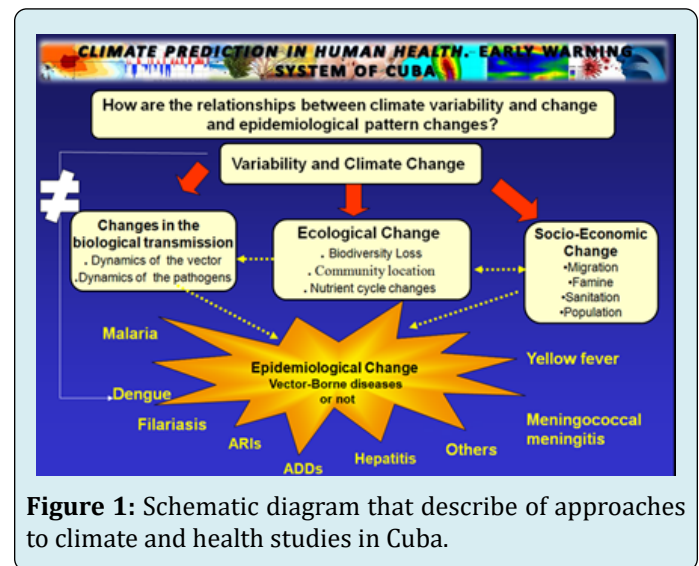 CLIMATE PREDICTION IN HUMAN HEALTH. EARLY WARNING
SYSTEM OF CUBA
How are the relationships between climate variability and change
and epidemiological pattern changes?
Variability and Climate Change
≠
Changes in the
biological transmission
. Dynamics of the vector
.Dynamics of the pathogens
Ecological Change
. Biodiversity Loss
. Community location
. Nutrient cycle changes
Socio-Economic
Change
•Migration
•Famine
•Sanitation
•Population
Epidemiological Change
Vector-Borne diseases
or not
Malaria
Dengue
Filariasis
ARIs
ADDs
Hepatitis
Others
Yellow fever
Meningococcal
meningitis
Figure 1: Schematic diagram that describe of approaches
to climate and health studies in Cuba.